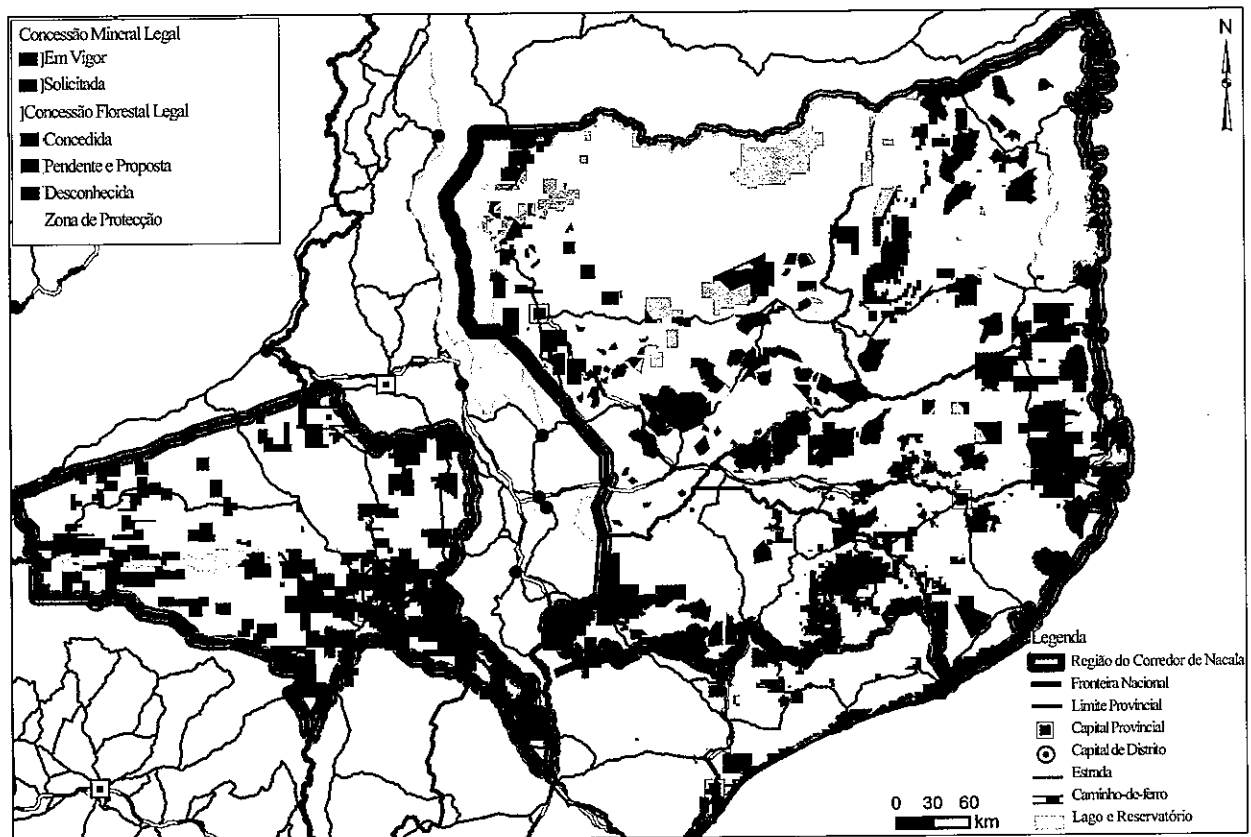 Concessão Mineral Legal
]Em Vigor
]Solicitada
]Concessão Florestal Legal
Concedida
Pendente e Proposta
Desconhecida
Zona de Protecção
N
Legenda
Região do Corredor de Nacala
Fronteira Nacional
Limite Provincial
Capital Provincial
Capital de Distrito
Estrada
Caminho-de-ferro
Lago e Reservatório
0 30 60
km